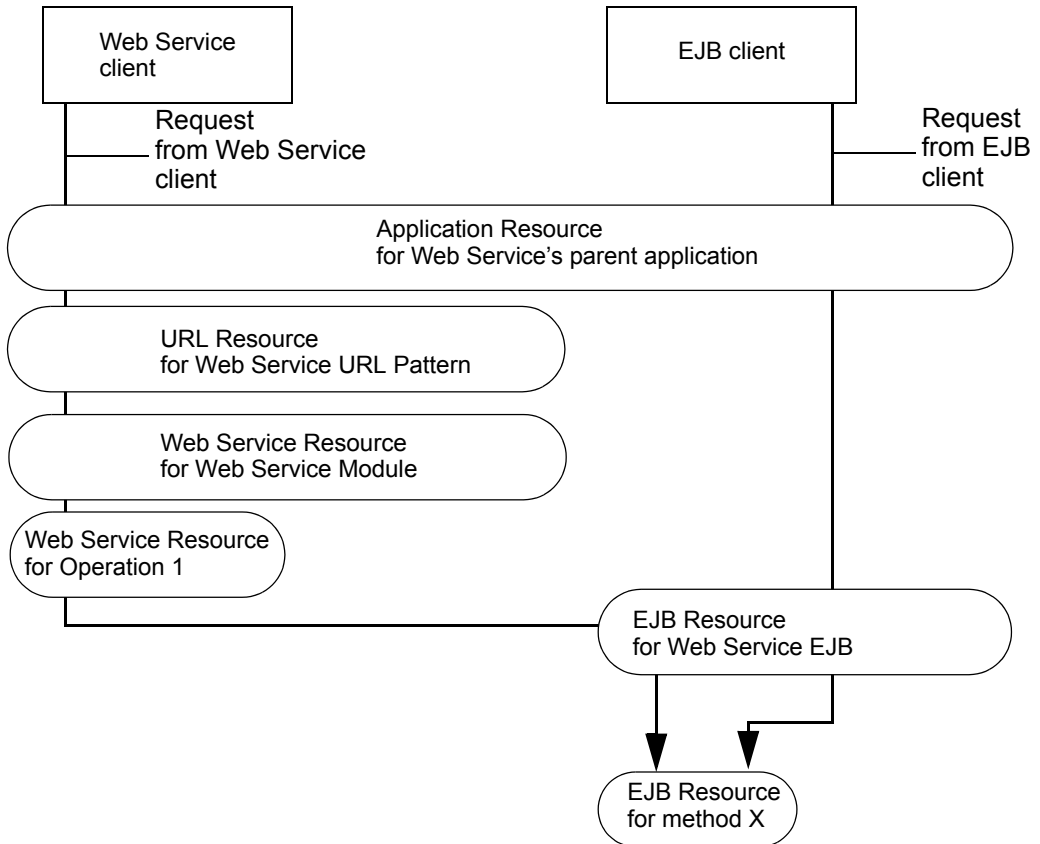 Web Service
client
EJB client
Request
from Web Service
client
Request
from EJB
client
Application Resource
for Web Service’s parent application
URL Resource
for Web Service URL Pattern
Web Service Resource
for Web Service Module
Web Service Resource
for Operation 1
EJB Resource
for Web Service EJB
EJB Resource
for method X